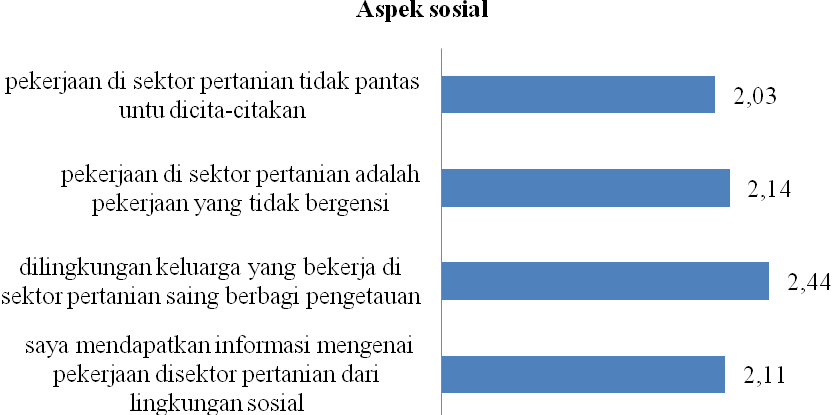 Aspek sosial
pekerjaan di sektor pertanian tidak pantas
untu dicita-citakan
2,03
pekerjaan di sektor pertanian adalah
pekerjaan yang tidak bergensi
2,14
dilingkungan keluarga yang bekerja di
sektor pertanian saing berbagi pengetauan
2,44
saya mendapatkan informasi mengenai
pekerjaan disektor pertanian dari
lingkungan sosial
2,11